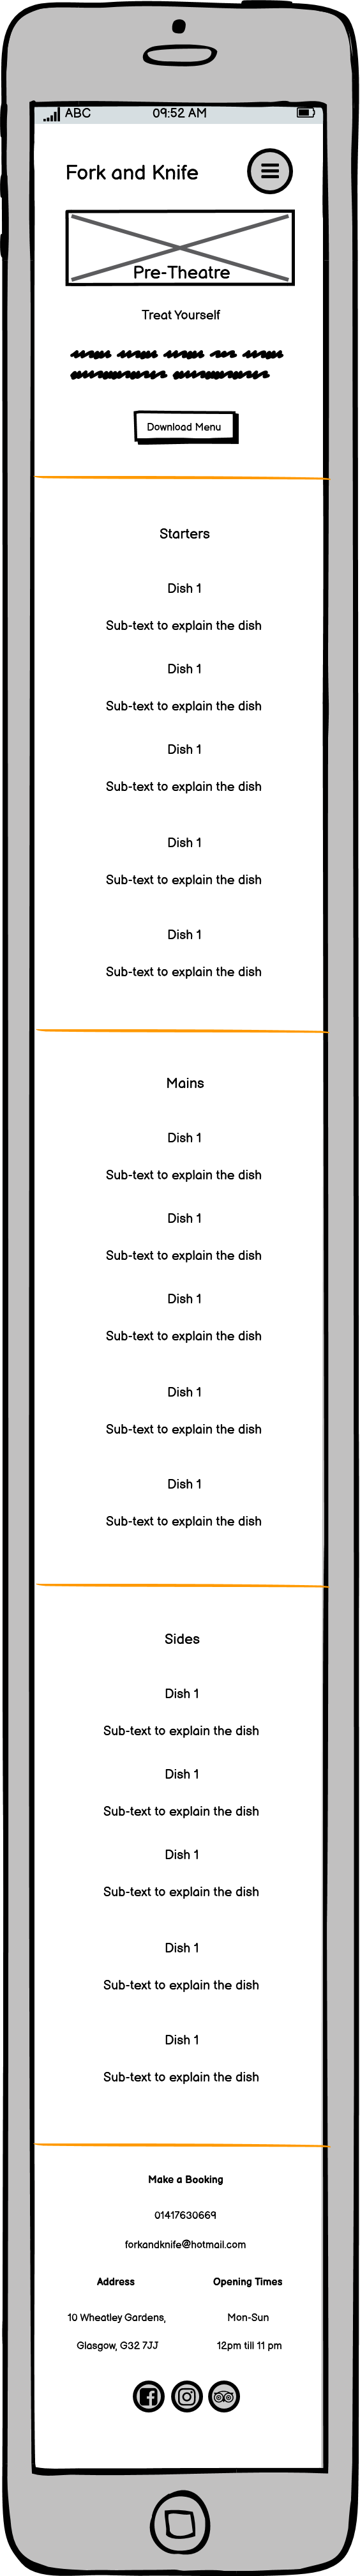 ABC 09:52 AM
Fork and Knife
Pre-Theatre
Treat Yourself
Download Menu
Starters
Dish 1
Sub-text to explain the dish
Dish 1
Sub-text to explain the dish
Dish 1
Sub-text to explain the dish
Dish 1
Sub-text to explain the dish
Dish 1
Sub-text to explain the dish
Mains
Dish 1
Sub-text to explain the dish
Dish 1
Sub-text to explain the dish
Dish 1
Sub-text to explain the dish
Dish 1
Sub-text to explain the dish
Dish 1
Sub-text to explain the dish
Sides
Dish 1
Sub-text to explain the dish
Dish 1
Sub-text to explain the dish
Dish 1
Sub-text to explain the dish
Dish 1
Sub-text to explain the dish
Dish 1
Sub-text to explain the dish
Make a Booking
01417630669
forkandknife@hotmail.com
Address
10 Wheatley Gardens,
Glasgow, G32 7JJ
Opening Times
Mon-Sun
12pm till 11 pm